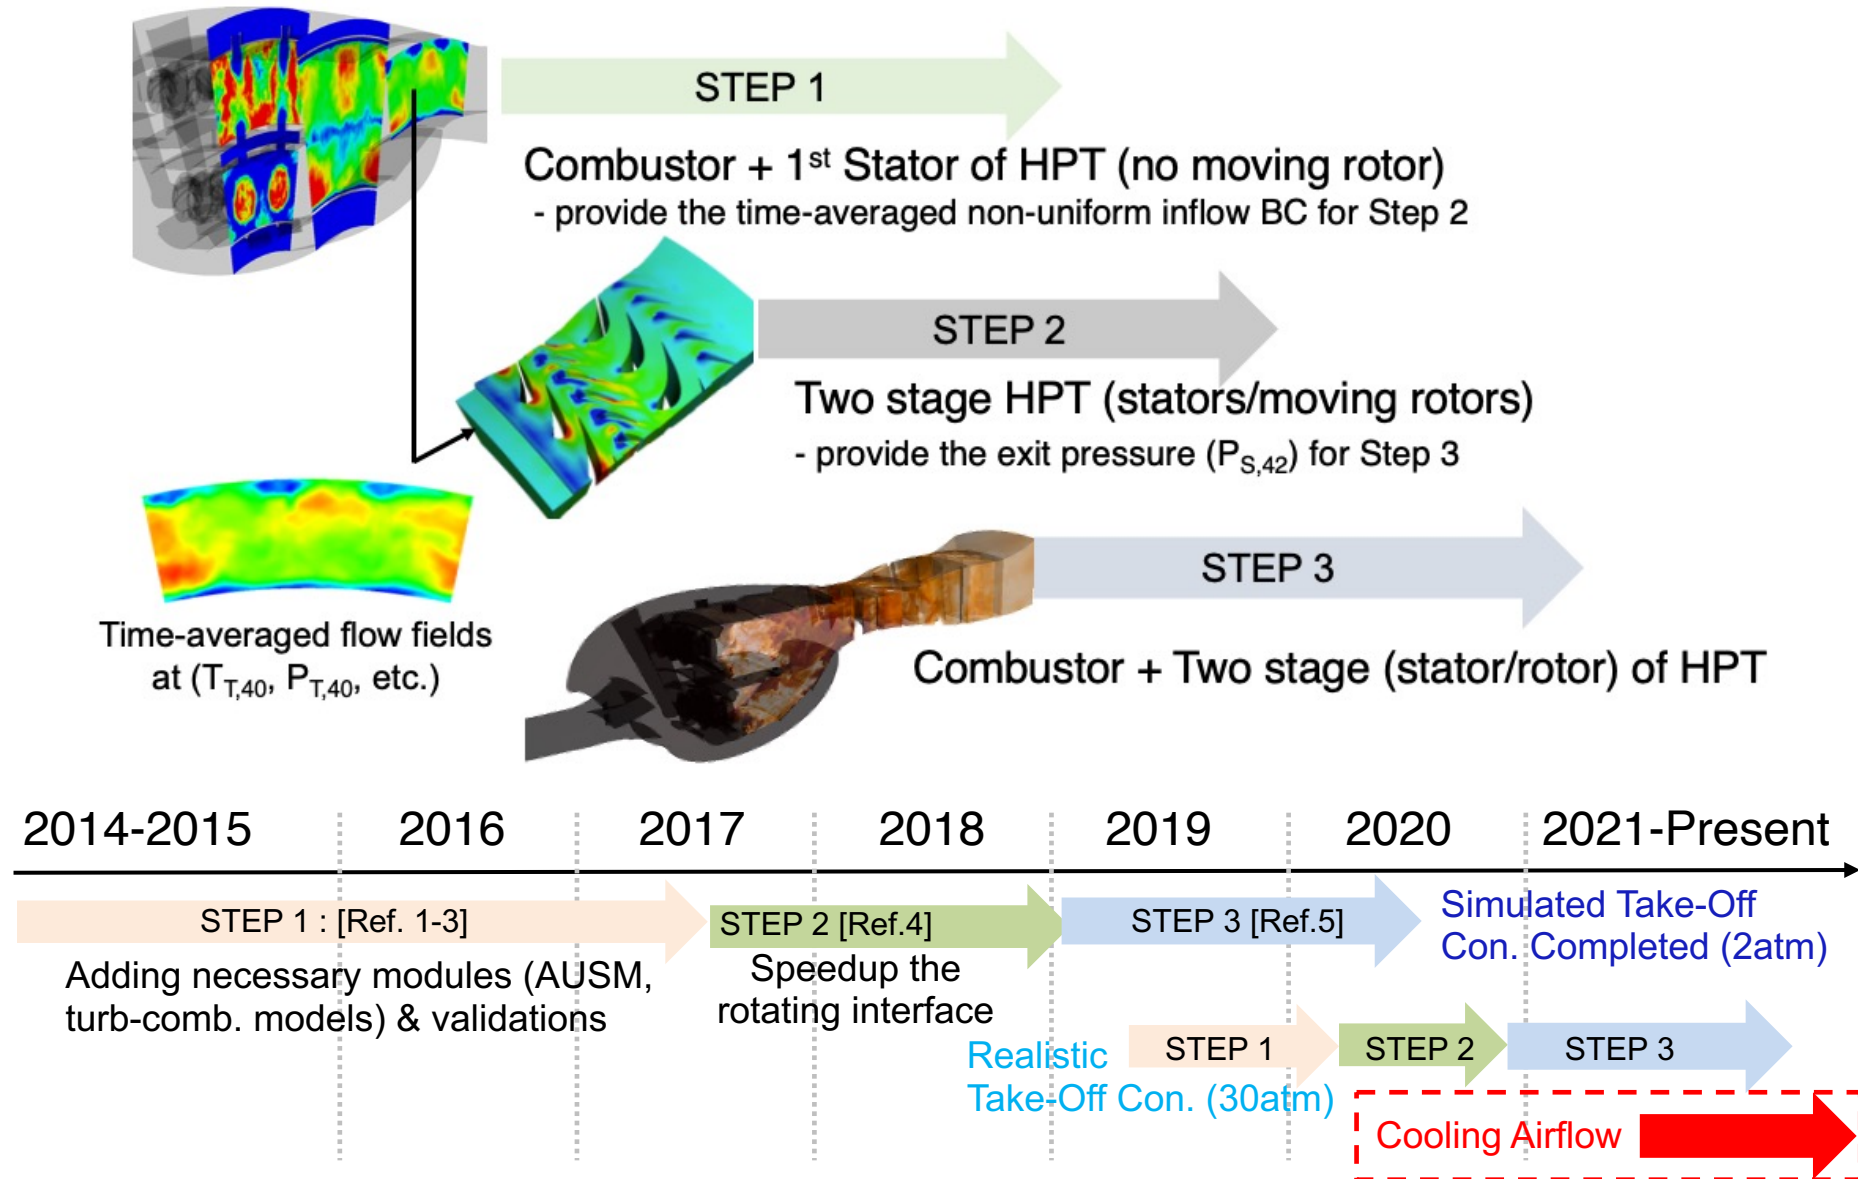 STEP 1
Combustor + 1st Stator of HPT (no moving rotor)
- provide the time-averaged non-uniform inflow BC for Step 2
STEP 2
Two stage HPT (stators/moving rotors)
- provide the exit pressure (PS,42) for Step 3
STEP 3
Combustor + Two stage (stator/rotor) of HPT
Time-averaged flow fields
at (TT,40, PT,40, etc.)
2014-2015
2016
2017
2018
2019
2020
2021-Present
STEP 1 : [Ref. 1-3]
STEP 2 [Ref.4]
STEP 3 [Ref.5]
Simulated Take-Off
Con. Completed (2atm)
Adding necessary modules (AUSM,
turb-comb. models) & validations
Speedup the
rotating interface
Realistic
Take-Off Con. (30atm)
STEP 1
STEP 2
STEP 3
Cooling Airflow